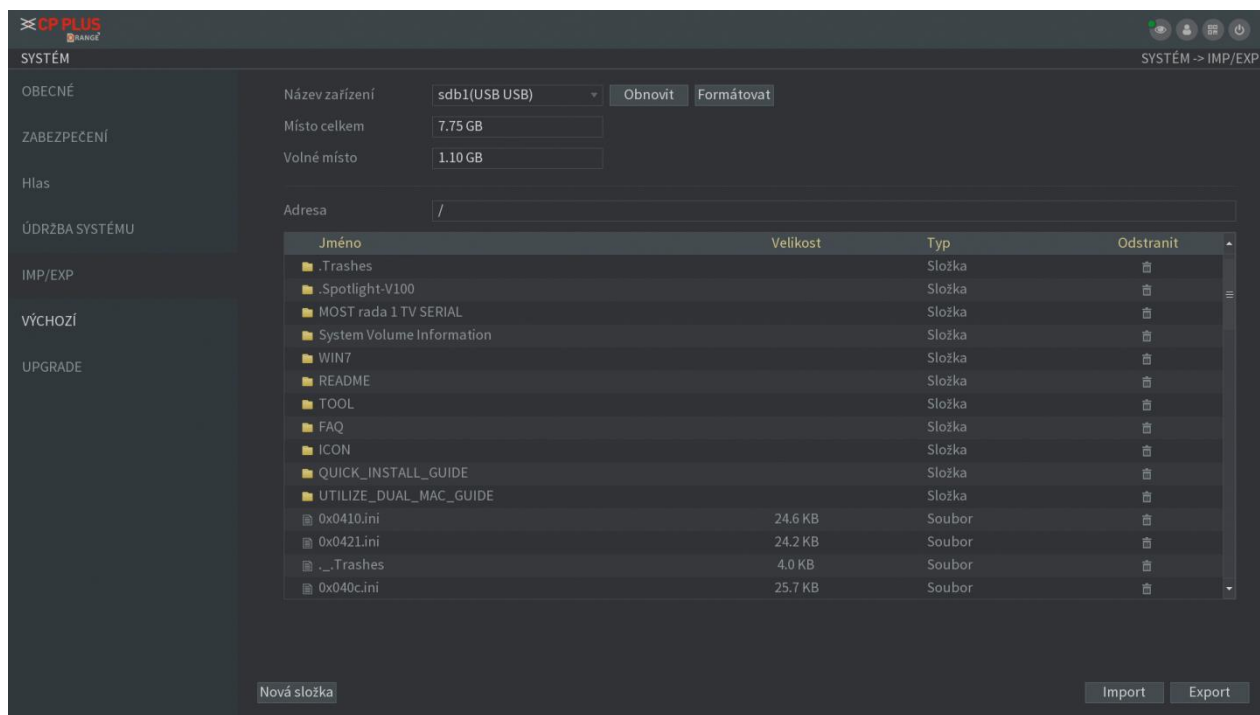 CP PLUS
ORANGE
SYSTÉM
SYSTÉM -> IMP/EXP
OBECNÉ
ZABEZPEČENÍ
Hlas
ÚDRŽBA SYSTÉMU
IMP/EXP
VÝCHOZÍ
UPGRADE
Název zařízení sdb1(USB USB) Obnovit Formátovat
Místo celkem 7.75 GB
Volné místo 1.10 GB
Adresa /
Jméno Velikost Typ Odstranit
.Trashes Složka
.Spotlight-V100 Složka
MOST rada 1 TV SERIAL Složka
System Volume Information Složka
WIN7 Složka
README Složka
TOOL Složka
FAQ Složka
ICON Složka
QUICK_INSTALL_GUIDE Složka
UTILIZE_DUAL_MAC_GUIDE Složka
0x0410.ini 24.6 KB Soubor
0x0421.ini 24.2 KB Soubor
._.Trashes 4.0 KB Soubor
0x040c.ini 25.7 KB Soubor
Nová složka Import Export